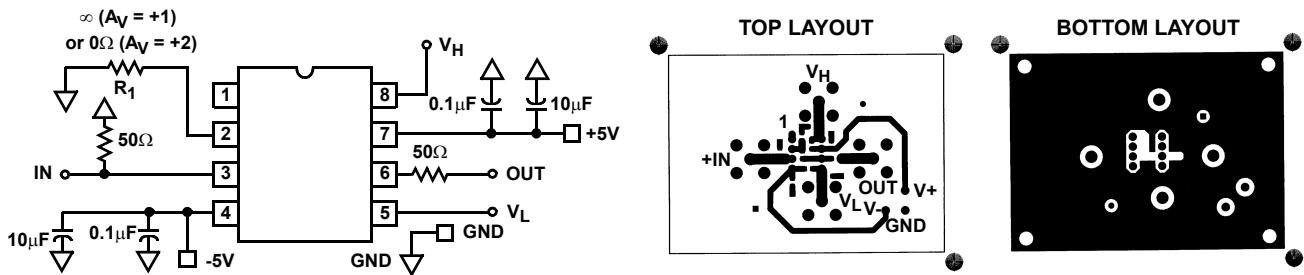 ∞ (AV = +1)
or 0Ω (AV = +2)
R1
50Ω
IN
10μF
0.1μF
-5V
1
2
3
4
8
7
6
5
VH
0.1μF
10μF
+5V
50Ω
OUT
VL
GND
GND
TOP LAYOUT
VH
1
+IN
OUT
V+
VL
V-
GND
BOTTOM LAYOUT